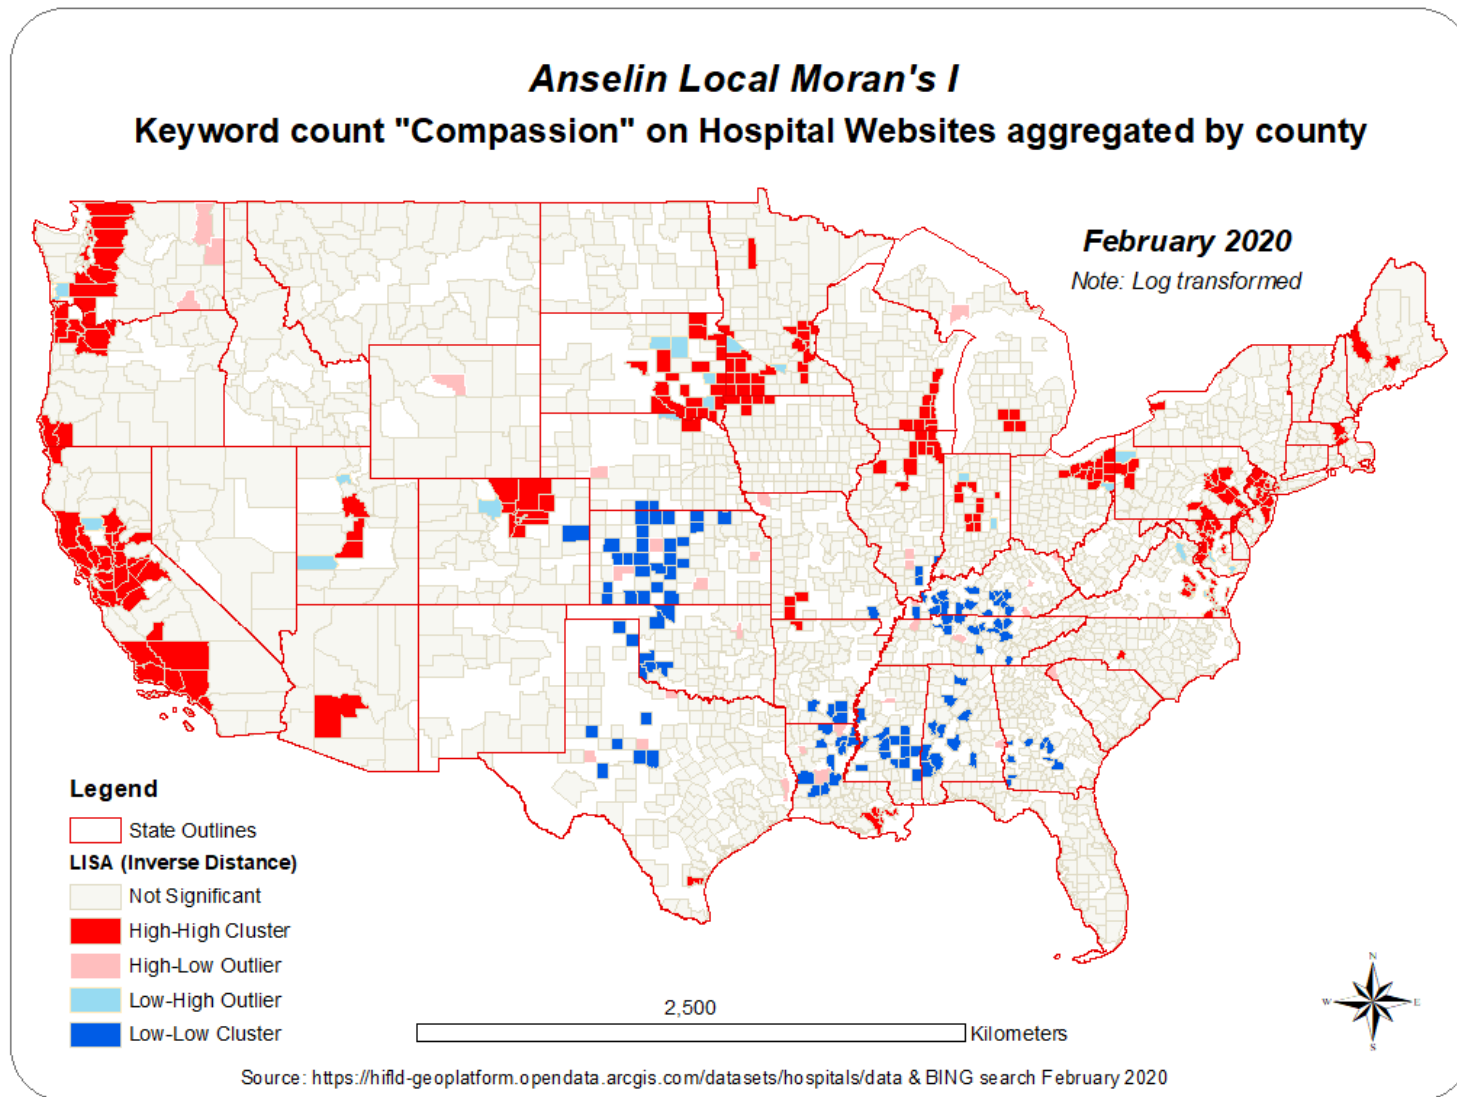 Anselin Local Moran's I
Keyword count "Compassion" on Hospital Websites aggregated by county
February 2020
Note: Log transformed
Legend
State Outlines
LISA (Inverse Distance)
Not Significant
High-High Cluster
High-Low Outlier
Low-High Outlier
Low-Low Cluster
2,500
Kilometers
N
W
E
S
Source: https://hifld-geoplatform.opendata.arcgis.com/datasets/hospitals/data & BING search February 2020